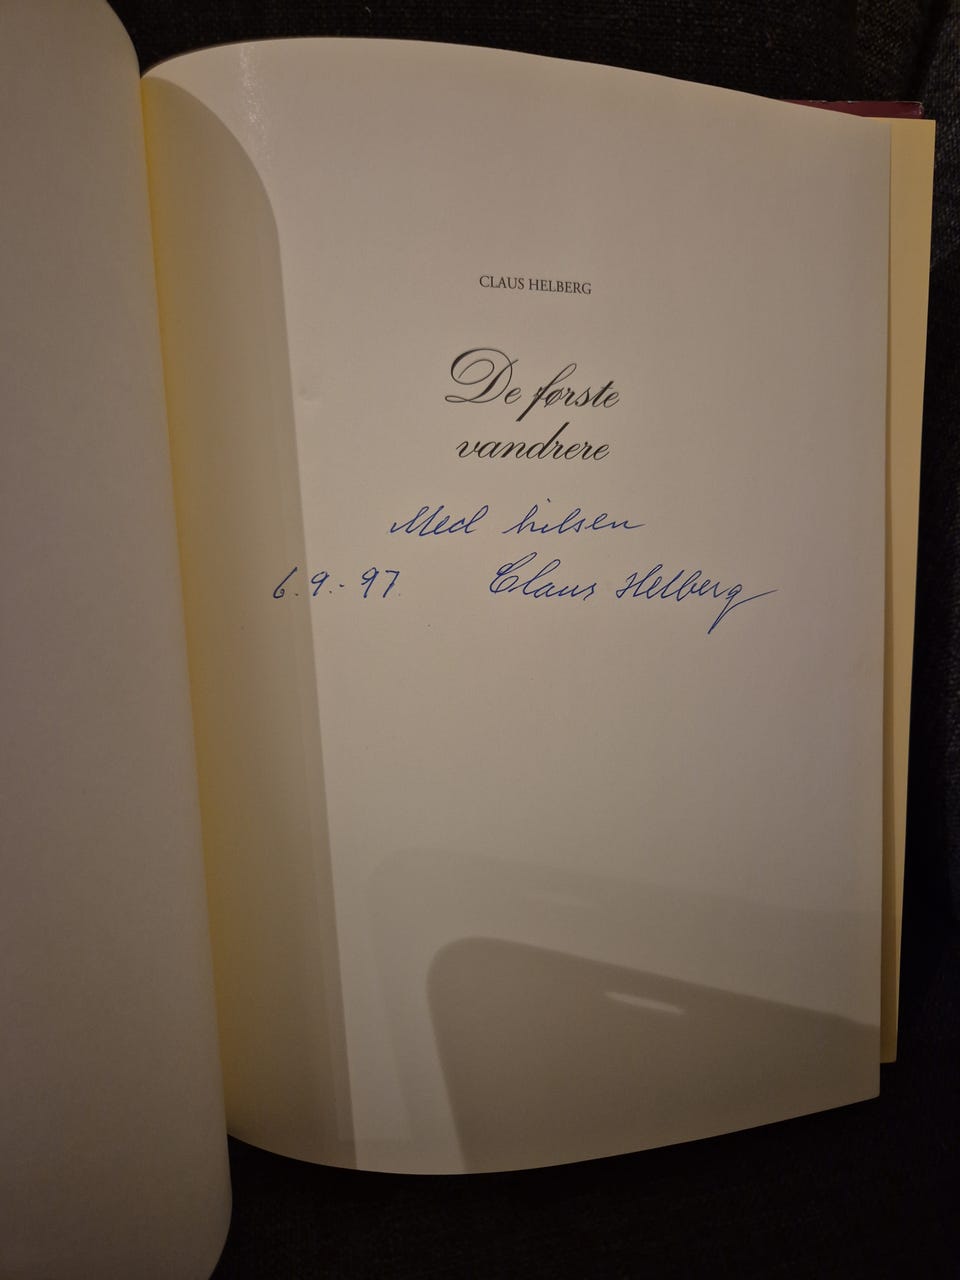 CLAUS HELBERG
De første
vandrere
Med hilsen
6.9.-97. Claus Helberg